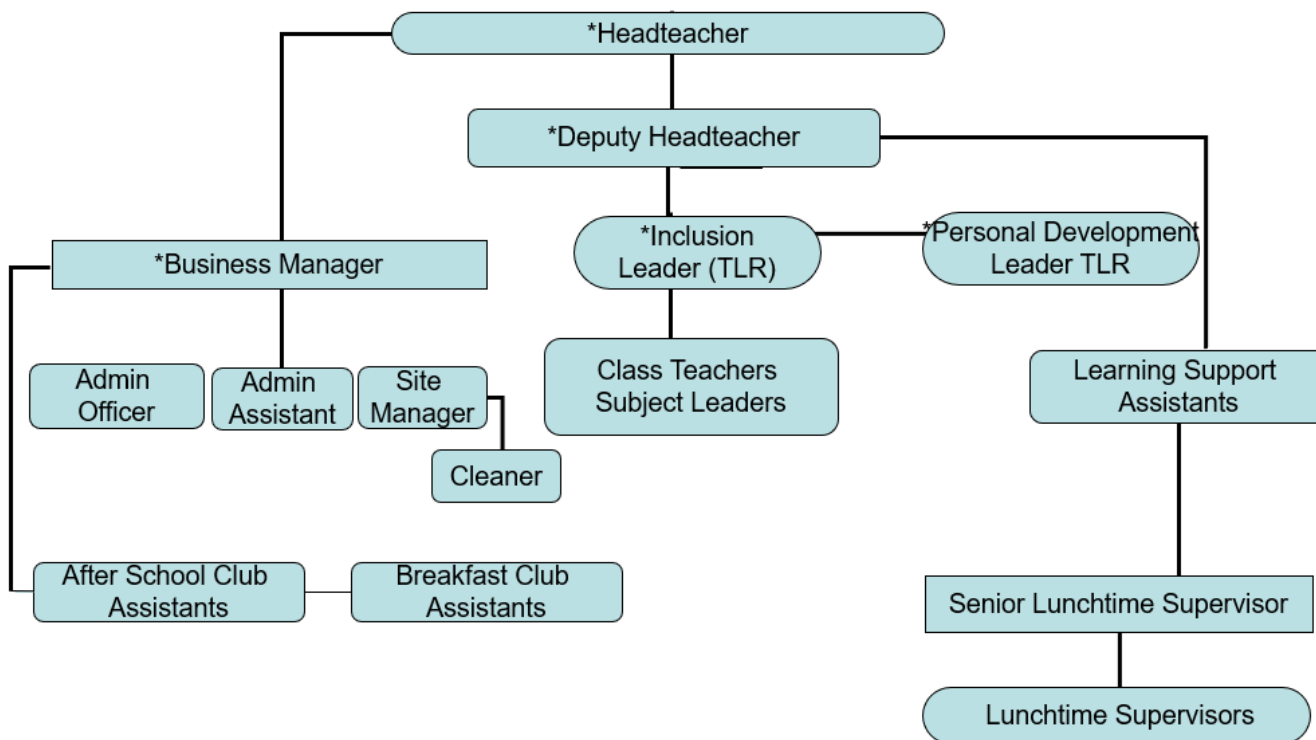 *Headteacher
*Deputy Headteacher
*Inclusion
Leader (TLR)
*Personal Development
Leader TLR
*Business Manager
Admin
Officer
Admin
Assistant
Site
Manager
Class Teachers
Subject Leaders
Learning Support
Assistants
Cleaner
After School Club
Assistants
Breakfast Club
Assistants
Senior Lunchtime Supervisor
Lunchtime Supervisors